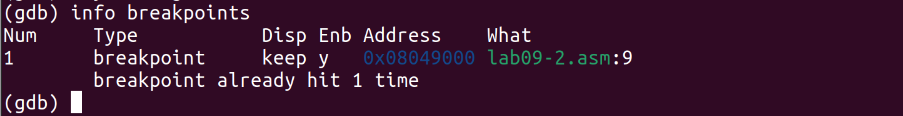 (gdb) info breakpoints
Num     Type           Disp Enb Address    What
1       breakpoint     keep y   0x08049000 lab09-2.asm:9
        breakpoint already hit 1 time
(gdb)